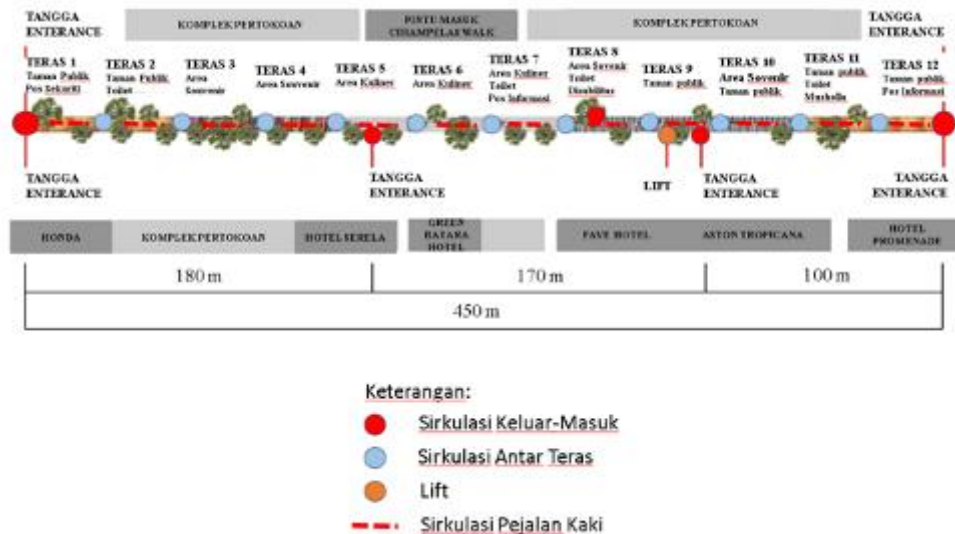 TANGGA
ENTERANCE
KOMPLEK PERTOKOAN
PINTU MASUK
CIHAMPELAS WALK
KOMPLEK PERTOKOAN
TANGGA
ENTERANCE
TERAS 1
Taman Publik
Pos Sekuriti
TERAS 2
Taman Publik
Toilet
TERAS 3
Area
Souvenir
TERAS 4
Area Souvenir
TERAS 5
Area Kuliner
TERAS 6
Area Kuliner
TERAS 7
Area Kuliner
Toilet
Pos Informasi
TERAS 8
Area Sovenir
Toilet
Disabilitas
TERAS 9
Taman publik
TERAS 10
Area Sovenir
Taman publik
TERAS 11
Taman publik
Toilet
Musholla
TERAS 12
Taman publik
Pos Informasi
TANGGA
ENTERANCE
TANGGA
ENTERANCE
LIFT
TANGGA
ENTERANCE
TANGGA
ENTERANCE
HONDA
KOMPLEK PERTOKOAN
HOTEL SERELA
GREEN
BATARA
HOTEL
FAVE HOTEL
ASTON TROPICANA
HOTEL
PROMENADE
180 m
170 m
100 m
450 m
Keterangan:
Sirkulasi Keluar-Masuk
Sirkulasi Antar Teras
Lift
Sirkulasi Pejalan Kaki